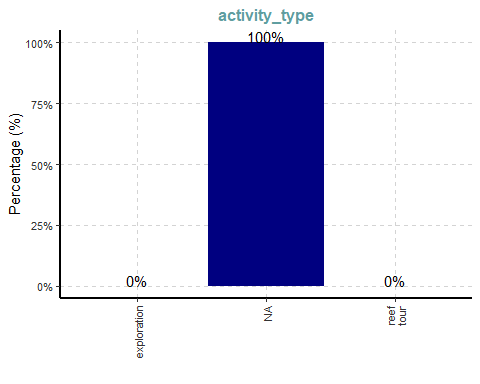 activity_type
100%
100%
75%
50%
25%
0%
Percentage (%)
0%
0%
exploration
NA
reef
tour